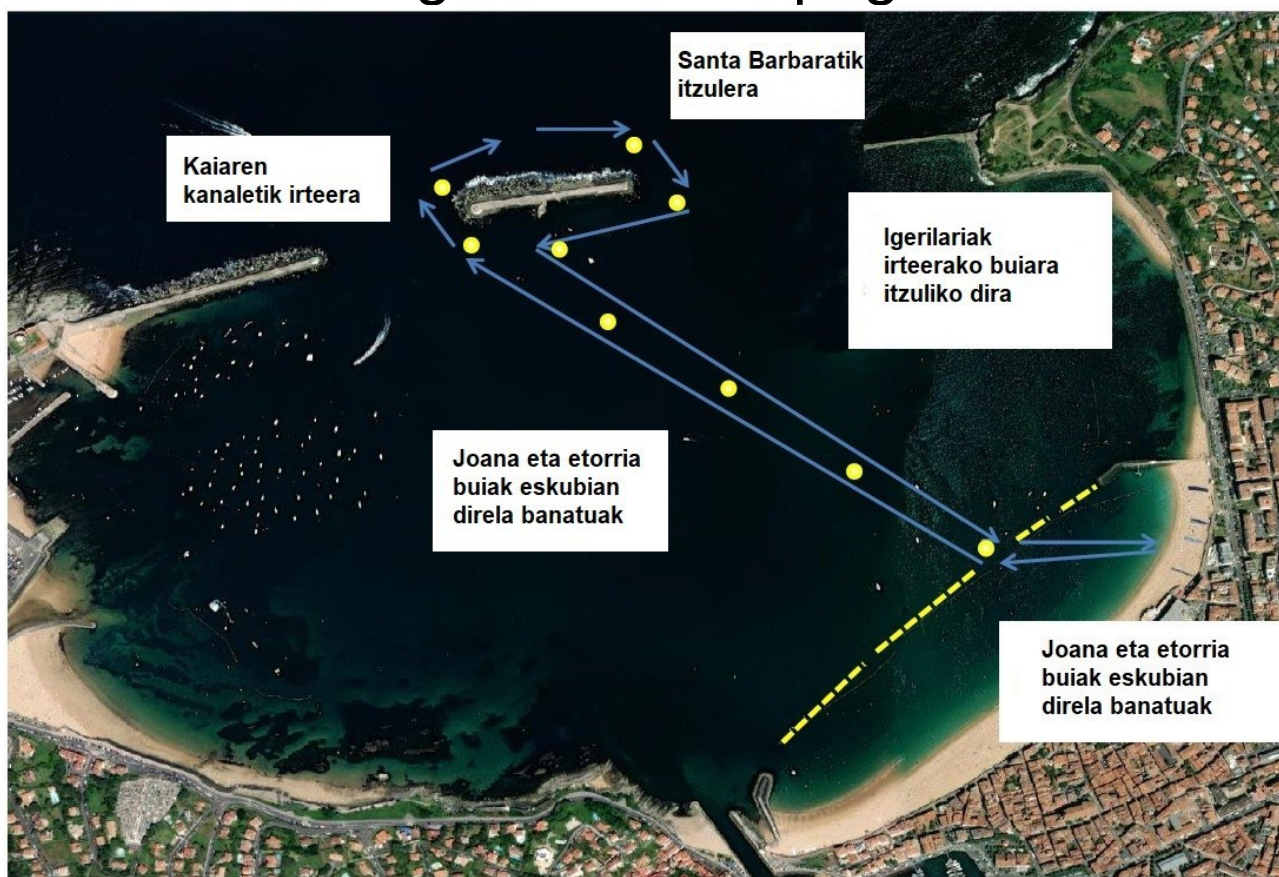 Santa Barbaratik
itzulera
Kaiaren
kanaletik irteera
Igerilariak
irteerako buiara
itzuliko dira
Joana eta etorria
buiak eskubian
direla banatuak
Joana eta etorria
buiak eskubian
direla banatuak